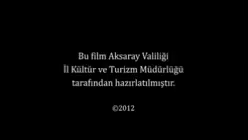 Bu film Aksaray Valiliği
İl Kültür ve Turizm Müdürlüğü
tarafından hazırlatılmıştır.
©2012